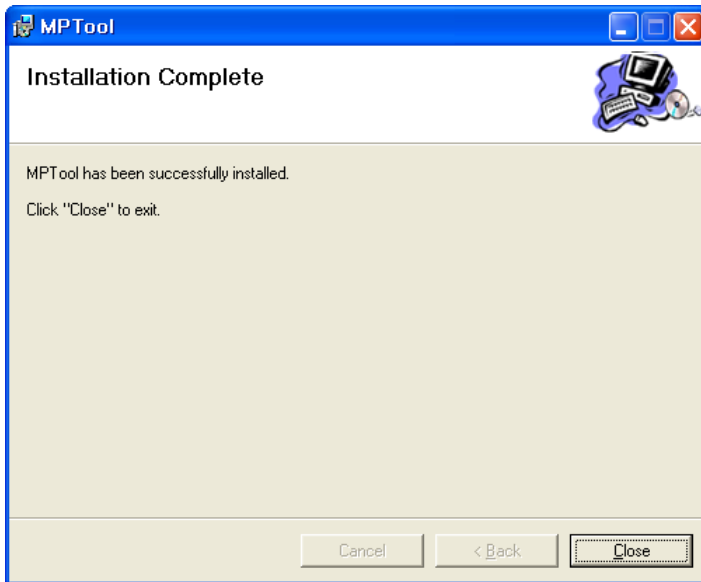 MPTool
Installation Complete
MPTool has been successfully installed.
Click "Close" to exit.
Cancel
< Back
Close